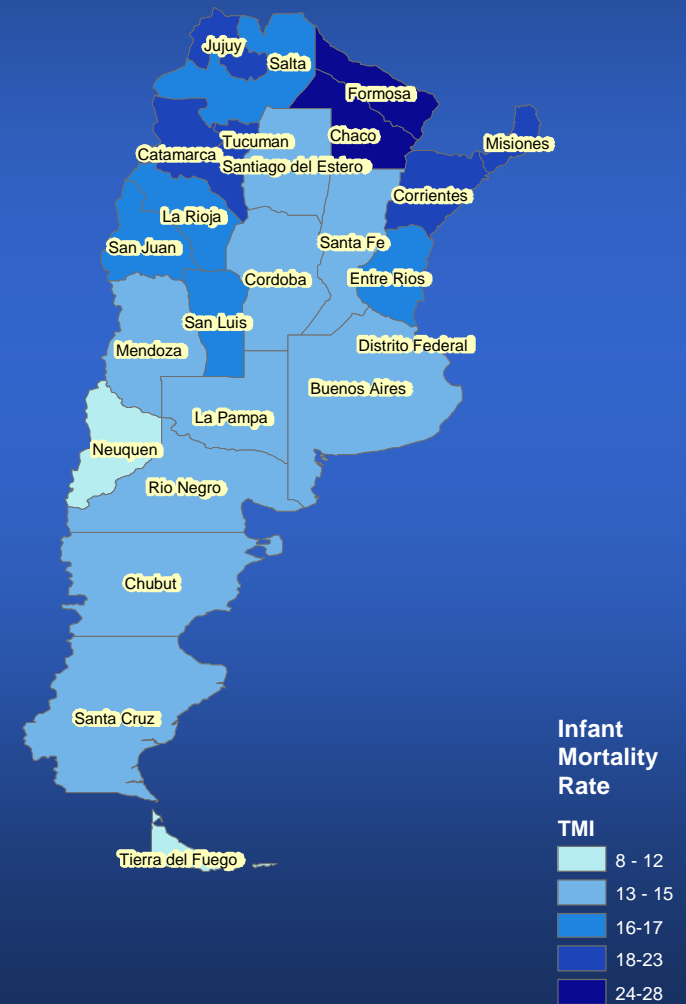 Jujuy
Salta
Formosa
Chaco
Tucuman
Misiones
Catamarca
Santiago del Estero
Corrientes
La Rioja
Santa Fe
San Juan
Cordoba
Entre Rios
San Luis
Distrito Federal
Mendoza
Buenos Aires
La Pampa
Neuquen
Rio Negro
Chubut
Santa Cruz
Tierra del Fuego
Infant
Mortality
Rate
TMI
8 - 12
13 - 15
16-17
18-23
24-28